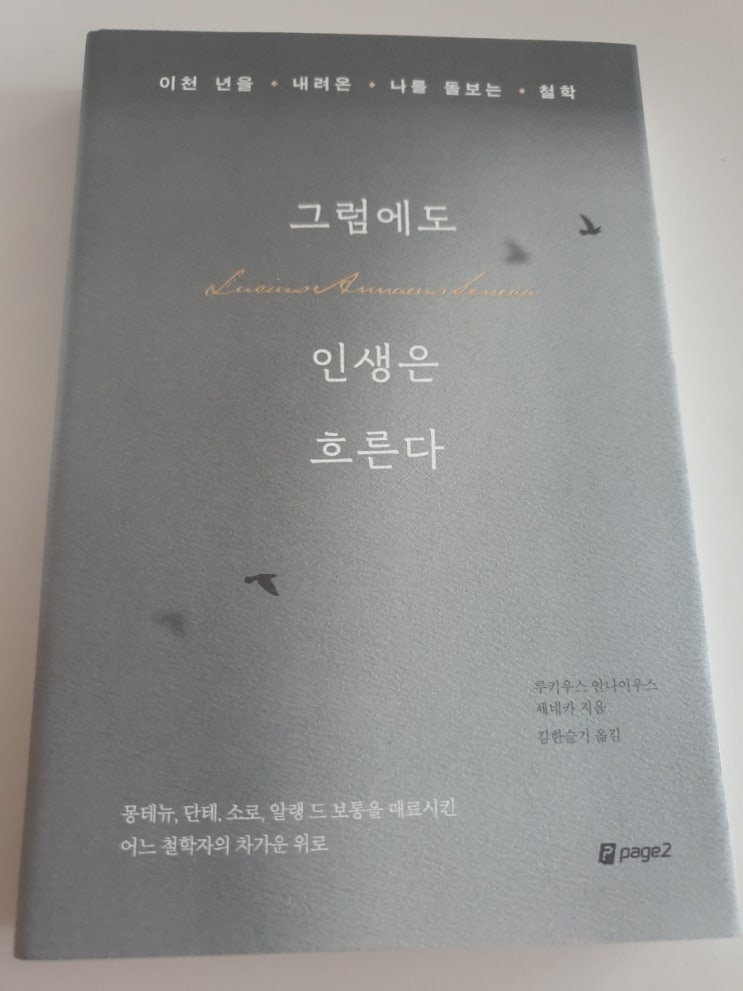 이천 년을 • 내려온 • 나를 돌보는 • 철학
그럼에도
Lucius Annaeus Seneca
인생은
흐른다
루키우스 안나이우스
세네카 지음
김한슬기 옮김
몽테뉴, 단테, 소로, 알랭 드 보통을 매료시킨
어느 철학자의 차가운 위로
page2